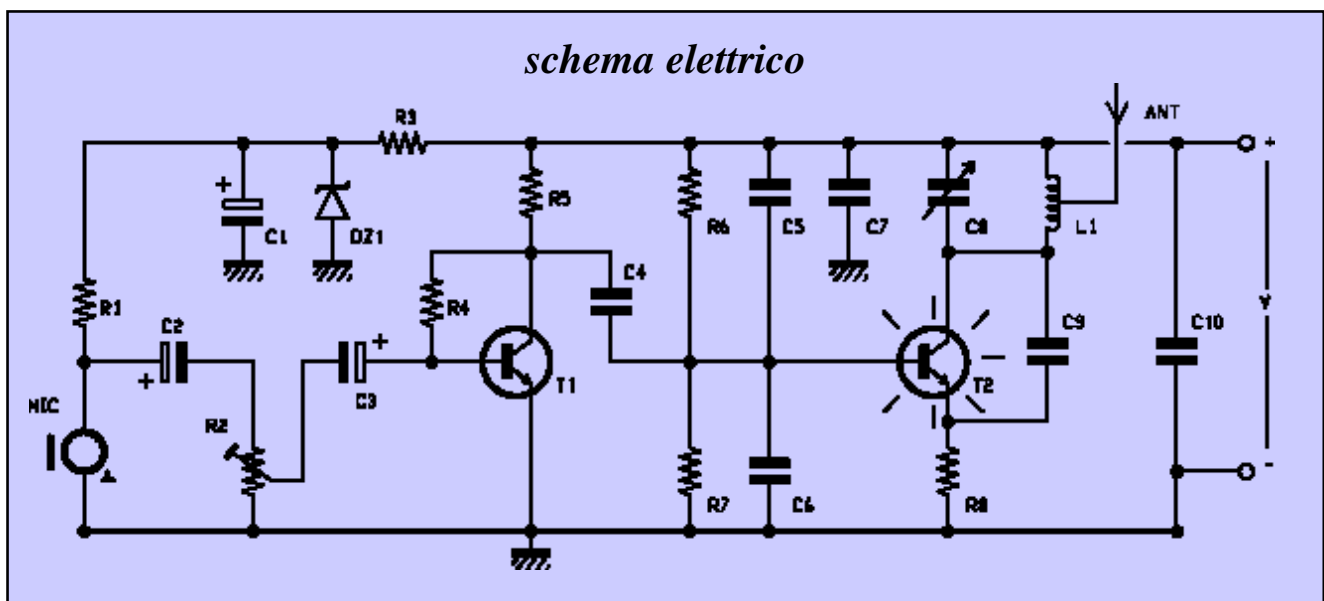 schema elettrico
ANT
R3
+
+
R5
R6
C5
C7
C8
L1
C1
DZ1
C4
R1
R4
V
C2
C9
C10
+
+
T1
T2
C3
MIC
R2
-
R7
C6
R8